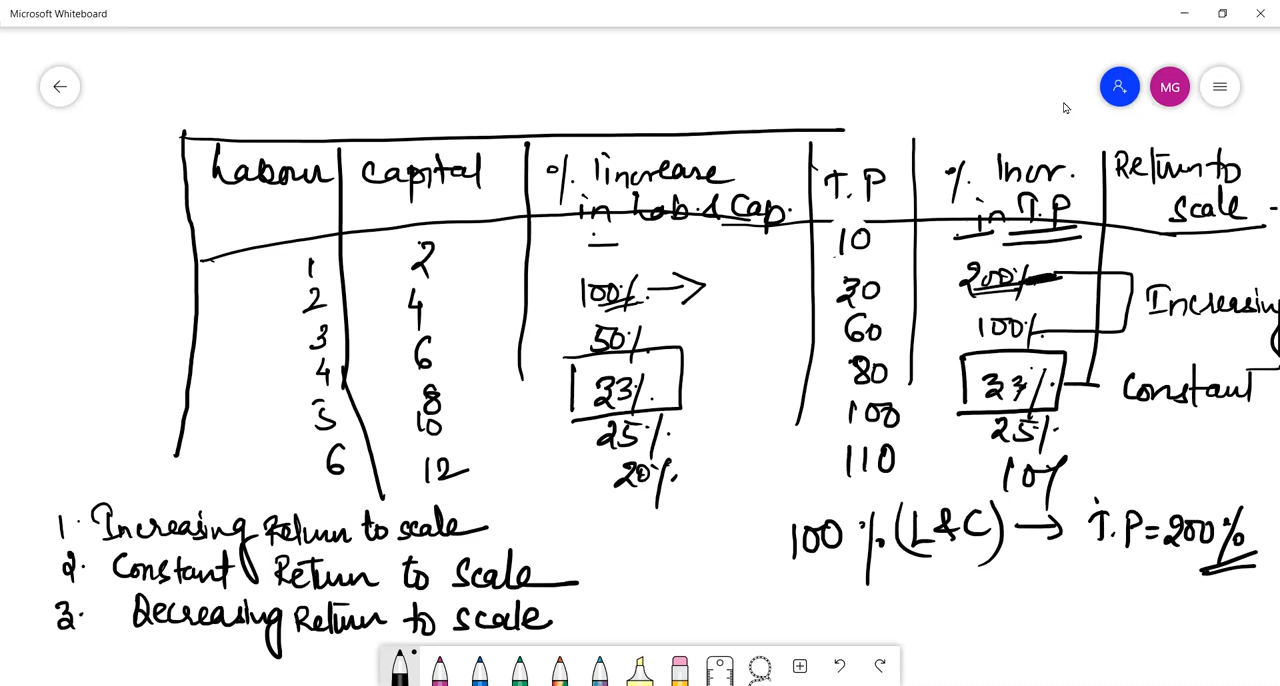 Microsoft Whiteboard
MG
Labour Capital % Iincrease in Lab. & Cap. T.P % Incr. in T.P Return to Scale -
1 2 — 10
2 4 100% → 30 200%
3 6 50% 60 100% Increasing
4 8 33% 80 33% Constant
5 10 25% 100 25%
6 12 20% 110 10%
100 % (L&C) → T.P = 200%
1. Increasing Return to scale
2. Constant Return to scale
3. Decreasing Return to scale